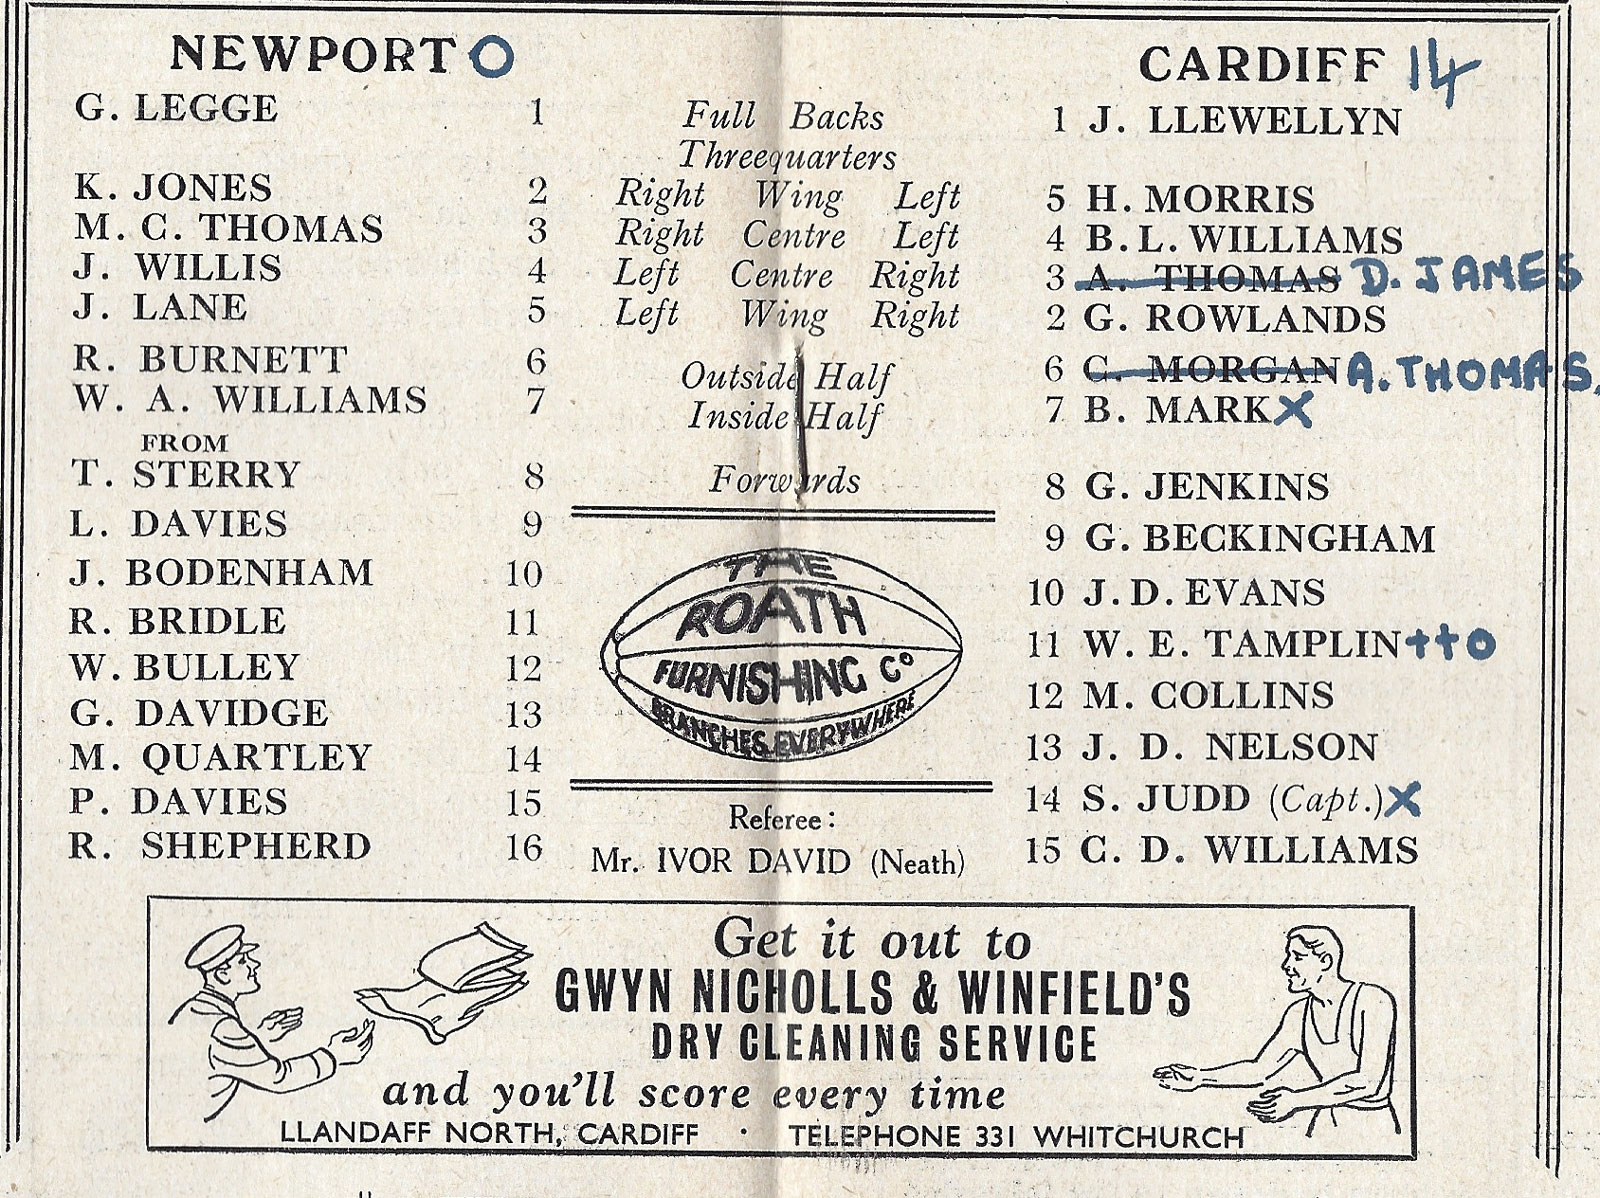 NEWPORT O
CARDIFF 14
G. LEGGE 1 Full Backs 1 J. LLEWELLYN
Threequarters
K. JONES 2 Right Wing Left 5 H. MORRIS
M. C. THOMAS 3 Right Centre Left 4 B. L. WILLIAMS
J. WILLIS 4 Left Centre Right 3 A. THOMAS D. JAMES
J. LANE 5 Left Wing Right 2 G. ROWLANDS
R. BURNETT 6 Outside Half 6 C. MORGAN A. THOMAS.
W. A. WILLIAMS 7 Inside Half 7 B. MARK X
FROM
T. STERRY 8 Forwards 8 G. JENKINS
L. DAVIES 9 9 G. BECKINGHAM
J. BODENHAM 10 10 J. D. EVANS
R. BRIDLE 11 11 W. E. TAMPLIN ++O
W. BULLEY 12 12 M. COLLINS
G. DAVIDGE 13 13 J. D. NELSON
M. QUARTLEY 14 14 S. JUDD (Capt.) X
P. DAVIES 15 15 C. D. WILLIAMS
R. SHEPHERD 16
THE
ROATH
FURNISHING Co
BRANCHES EVERYWHERE
Referee:
Mr. IVOR DAVID (Neath)
Get it out to
GWYN NICHOLLS & WINFIELD'S
DRY CLEANING SERVICE
and you'll score every time
LLANDAFF NORTH, CARDIFF · TELEPHONE 331 WHITCHURCH